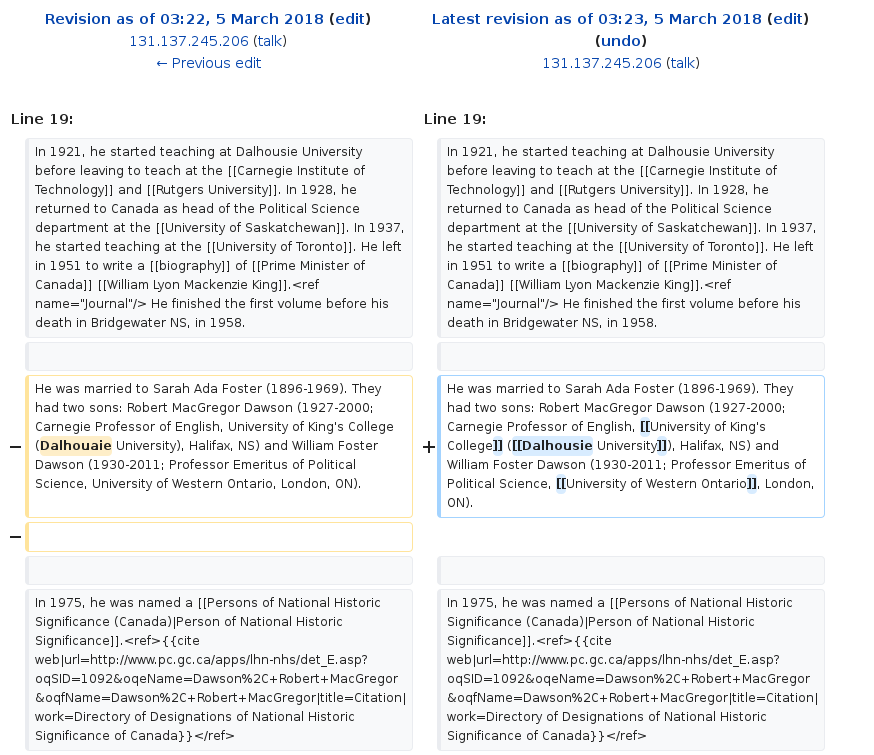 Revision as of 03:22, 5 March 2018 (edit)
131.137.245.206 (talk)
← Previous edit
Latest revision as of 03:23, 5 March 2018 (edit)
(undo)
131.137.245.206 (talk)
Line 19:
Line 19:
In 1921, he started teaching at Dalhousie University
before leaving to teach at the [[Carnegie Institute of
Technology]] and [[Rutgers University]]. In 1928, he
returned to Canada as head of the Political Science
department at the [[University of Saskatchewan]]. In 1937,
he started teaching at the [[University of Toronto]]. He left
in 1951 to write a [[biography]] of [[Prime Minister of
Canada]] [[William Lyon Mackenzie King]].<ref
name="Journal"/> He finished the first volume before his
death in Bridgewater NS, in 1958.
In 1921, he started teaching at Dalhousie University
before leaving to teach at the [[Carnegie Institute of
Technology]] and [[Rutgers University]]. In 1928, he
returned to Canada as head of the Political Science
department at the [[University of Saskatchewan]]. In 1937,
he started teaching at the [[University of Toronto]]. He left
in 1951 to write a [[biography]] of [[Prime Minister of
Canada]] [[William Lyon Mackenzie King]].<ref
name="Journal"/> He finished the first volume before his
death in Bridgewater NS, in 1958.
−
He was married to Sarah Ada Foster (1896-1969). They
had two sons: Robert MacGregor Dawson (1927-2000;
Carnegie Professor of English, University of King's College
(Dalhouaie University), Halifax, NS) and William Foster
Dawson (1930-2011; Professor Emeritus of Political
Science, University of Western Ontario, London, ON).
+
He was married to Sarah Ada Foster (1896-1969). They
had two sons: Robert MacGregor Dawson (1927-2000;
Carnegie Professor of English, [[University of King's
College]] ([[Dalhousie University]]), Halifax, NS) and
William Foster Dawson (1930-2011; Professor Emeritus of
Political Science, [[University of Western Ontario]], London,
ON).
−
In 1975, he was named a [[Persons of National Historic
Significance (Canada)|Person of National Historic
Significance]].<ref>{{cite
web|url=http://www.pc.gc.ca/apps/lhn-nhs/det_E.asp?
oqSID=1092&oqeName=Dawson%2C+Robert+MacGregor
&oqfName=Dawson%2C+Robert+MacGregor|title=Citation|
work=Directory of Designations of National Historic
Significance of Canada}}</ref>
In 1975, he was named a [[Persons of National Historic
Significance (Canada)|Person of National Historic
Significance]].<ref>{{cite
web|url=http://www.pc.gc.ca/apps/lhn-nhs/det_E.asp?
oqSID=1092&oqeName=Dawson%2C+Robert+MacGregor
&oqfName=Dawson%2C+Robert+MacGregor|title=Citation|
work=Directory of Designations of National Historic
Significance of Canada}}</ref>